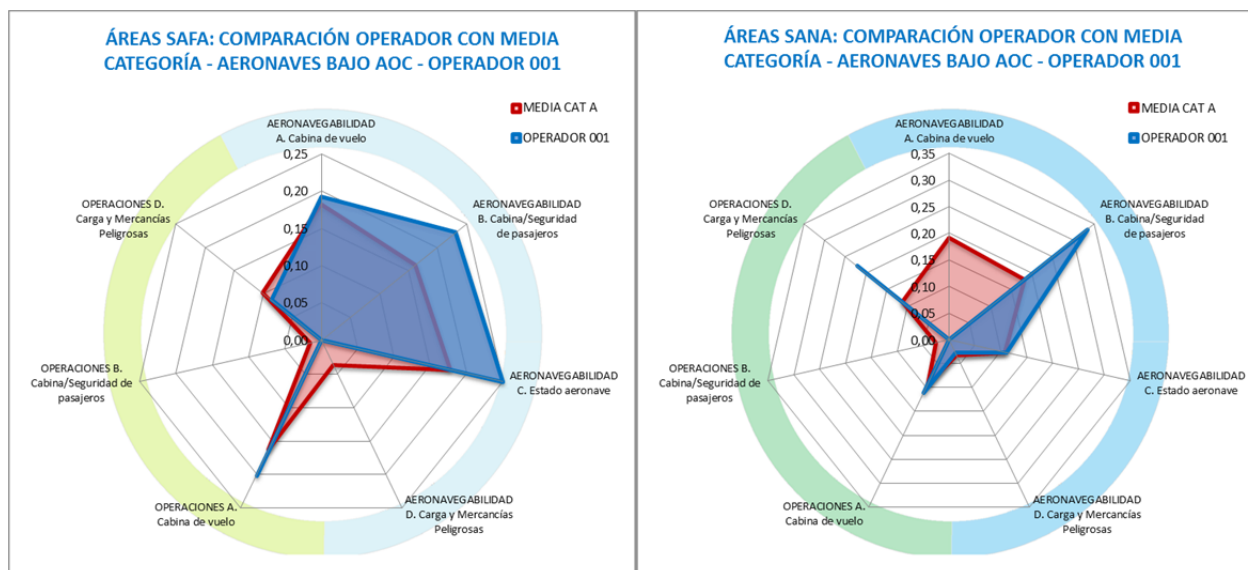 ÁREAS SAFA: COMPARACIÓN OPERADOR CON MEDIA
CATEGORÍA - AERONAVES BAJO AOC - OPERADOR 001
MEDIA CAT A
OPERADOR 001
AERONAVEGABILIDAD
A. Cabina de vuelo
0,25
0,20
0,15
0,10
0,05
0,00
AERONAVEGABILIDAD
B. Cabina/Seguridad
de pasajeros
AERONAVEGABILIDAD
C. Estado aeronave
AERONAVEGABILIDAD
D. Carga y Mercancías
Peligrosas
OPERACIONES A.
Cabina de vuelo
OPERACIONES B.
Cabina/Seguridad de
pasajeros
OPERACIONES D.
Carga y Mercancías
Peligrosas
ÁREAS SANA: COMPARACIÓN OPERADOR CON MEDIA
CATEGORÍA - AERONAVES BAJO AOC - OPERADOR 001
MEDIA CAT A
OPERADOR 001
AERONAVEGABILIDAD
A. Cabina de vuelo
0,35
0,30
0,25
0,20
0,15
0,10
0,05
0,00
AERONAVEGABILIDAD
B. Cabina/Seguridad
de pasajeros
AERONAVEGABILIDAD
C. Estado aeronave
AERONAVEGABILIDAD
D. Carga y Mercancías
Peligrosas
OPERACIONES A.
Cabina de vuelo
OPERACIONES B.
Cabina/Seguridad de
pasajeros
OPERACIONES D.
Carga y Mercancías
Peligrosas